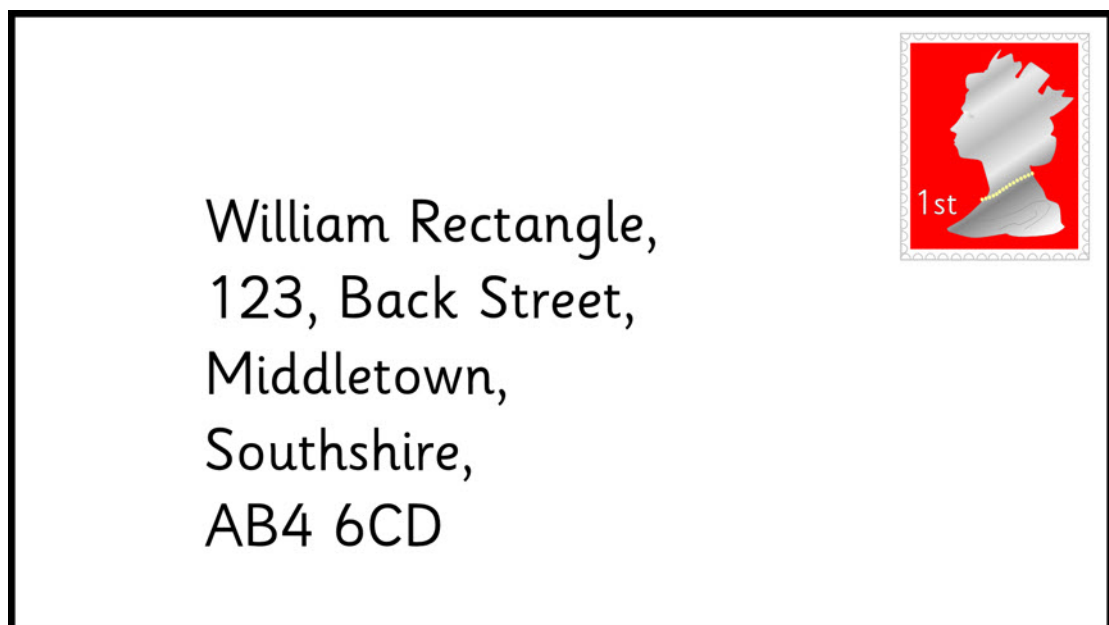 1st
William Rectangle,
123, Back Street,
Middletown,
Southshire,
AB4 6CD